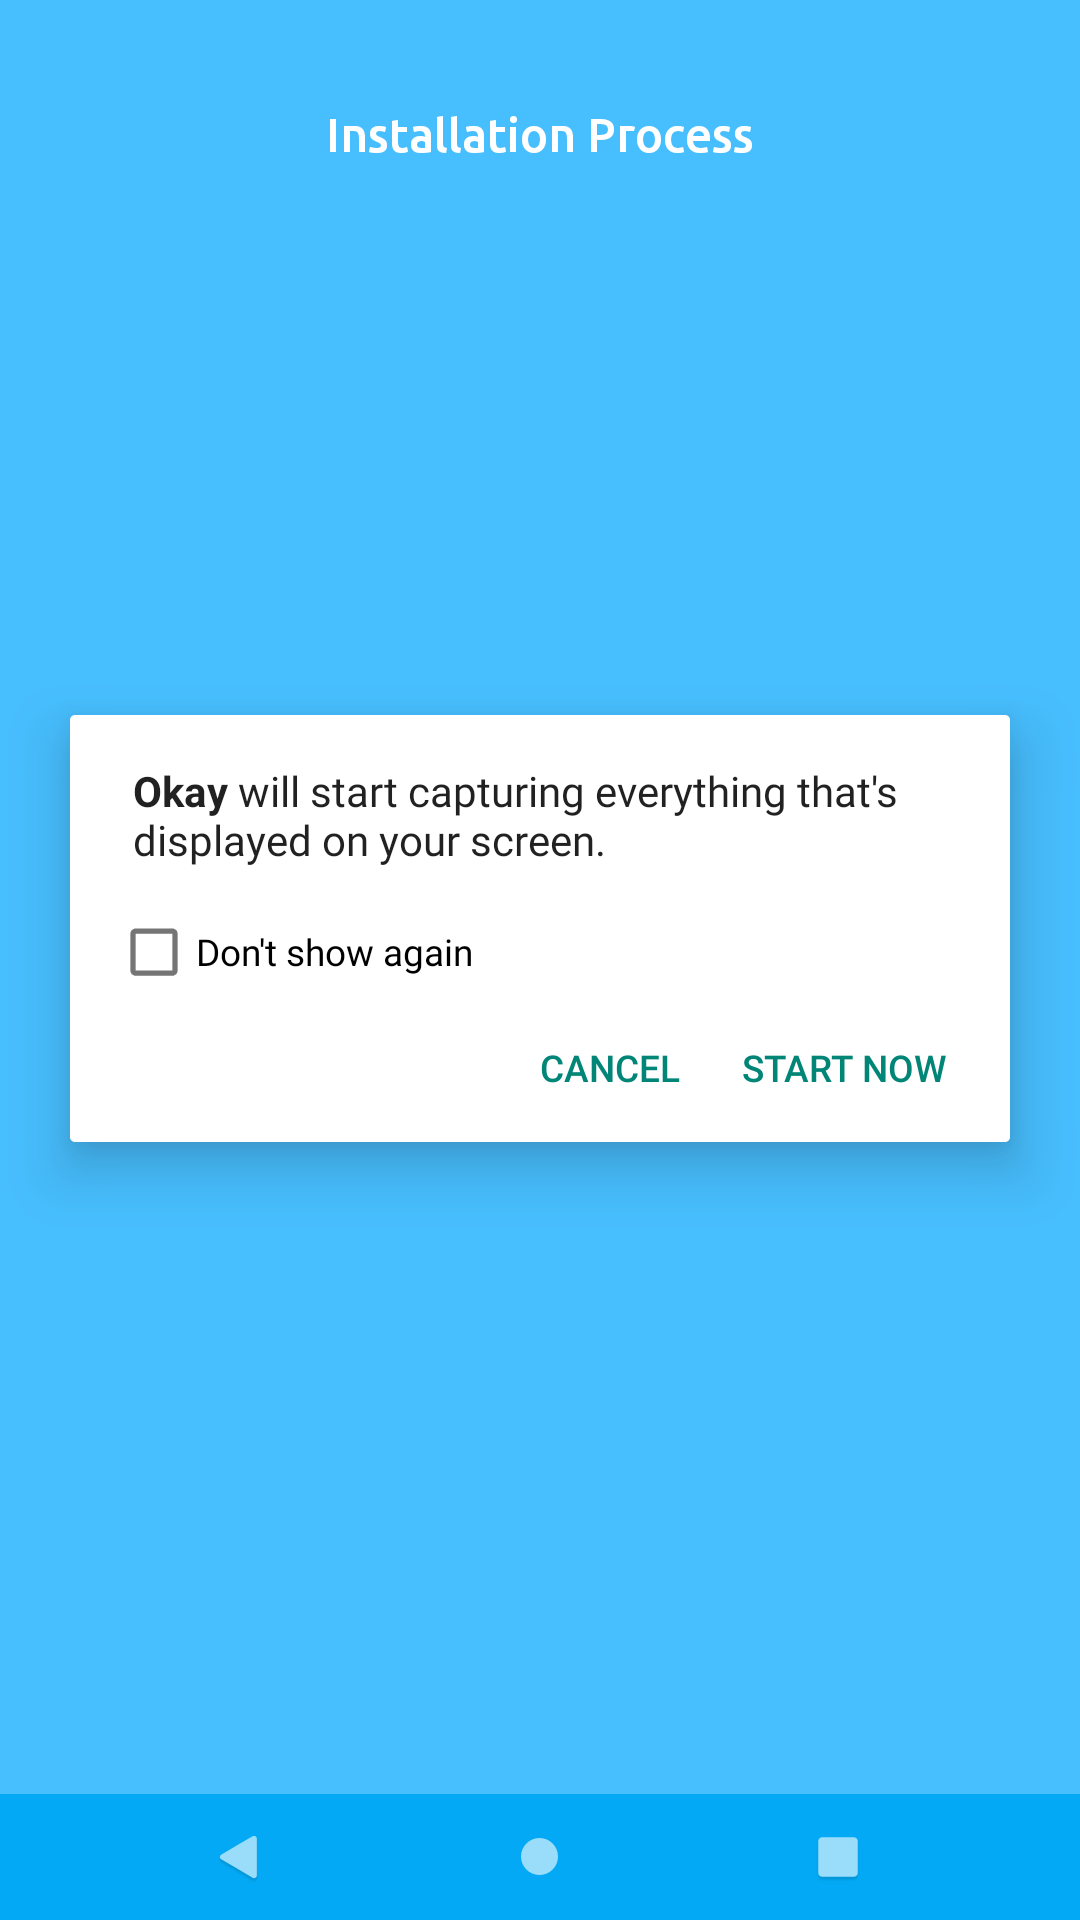 Installation Process
Okay will start capturing everything that's
displayed on your screen.
Don't show again
CANCEL START NOW